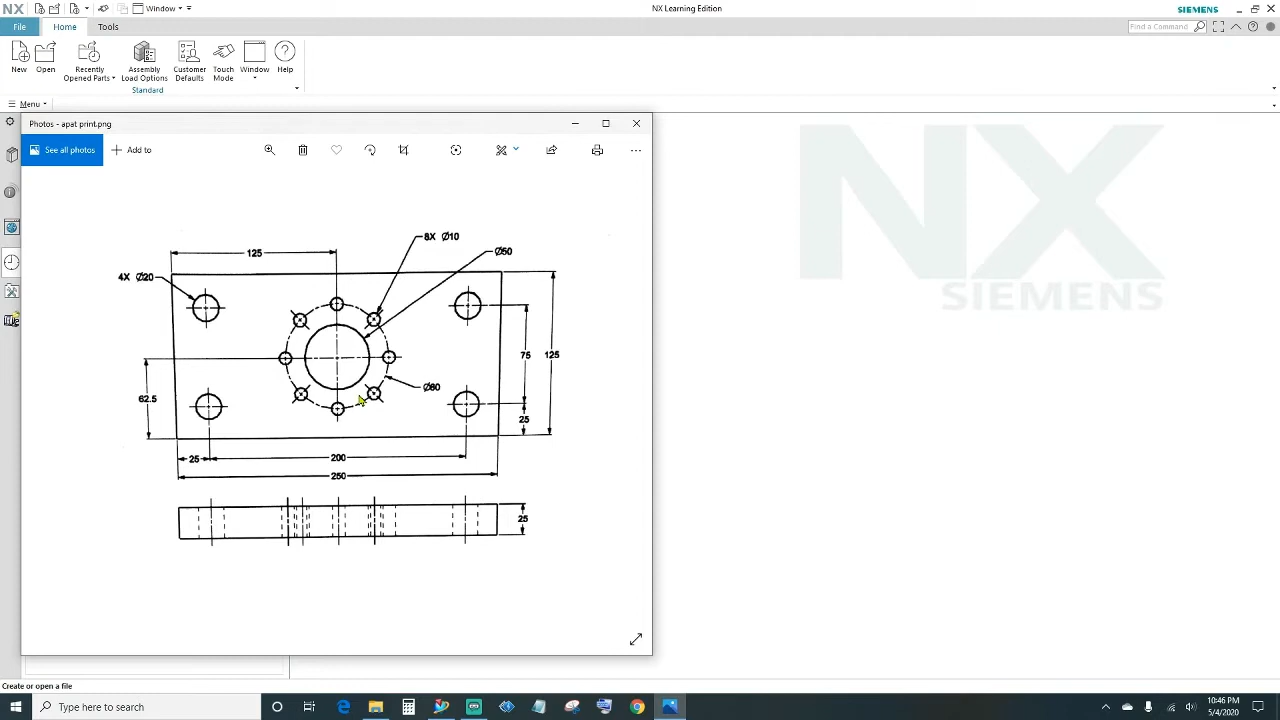 NX
Window
NX Learning Edition
SIEMENS
File
Home
Tools
Find a Command
New
Open
Recently
Opened Parts
Assembly
Load Options
Customer
Defaults
Touch
Mode
Window
Help
Standard
Menu
Photos - apat print.png
See all photos
Add to
NX
SIEMENS
8X Ø10
125
Ø50
4X Ø20
75
125
Ø80
62.5
25
25
200
250
25
Create or open a file
Type here to search
10:46 PM
5/4/2020